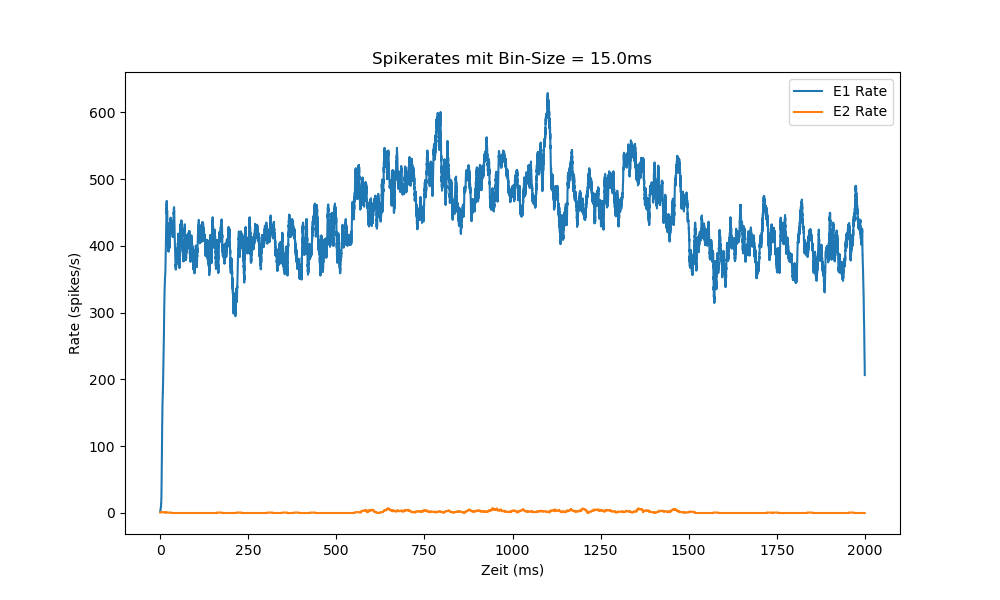 Spikerates mit Bin-Size = 15.0ms
E1 Rate
E2 Rate
Rate (spikes/s)
600
500
400
300
200
100
0
0 250 500 750 1000 1250 1500 1750 2000
Zeit (ms)